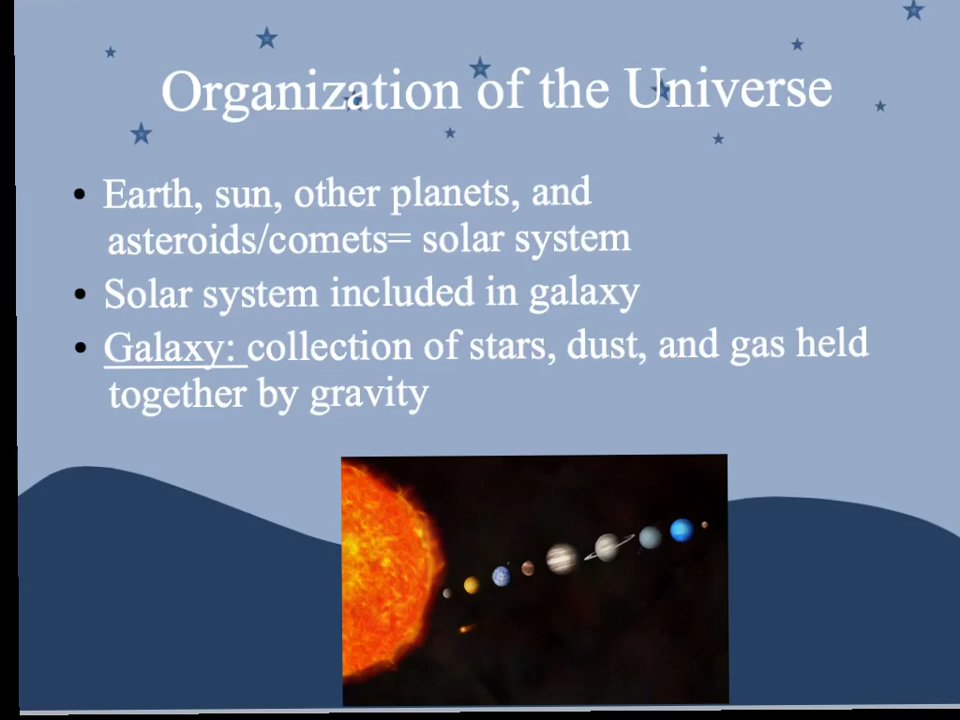 Organization of the Universe
• Earth, sun, other planets, and
asteroids/comets= solar system
• Solar system included in galaxy
• Galaxy: collection of stars, dust, and gas held
together by gravity